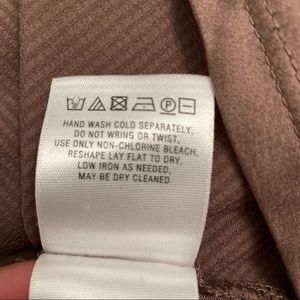 HAND WASH COLD SEPARATELY,
DO NOT WRING OR TWIST,
USE ONLY NON-CHLORINE BLEACH,
RESHAPE LAY FLAT TO DRY,
LOW IRON AS NEEDED,
MAY BE DRY CLEANED